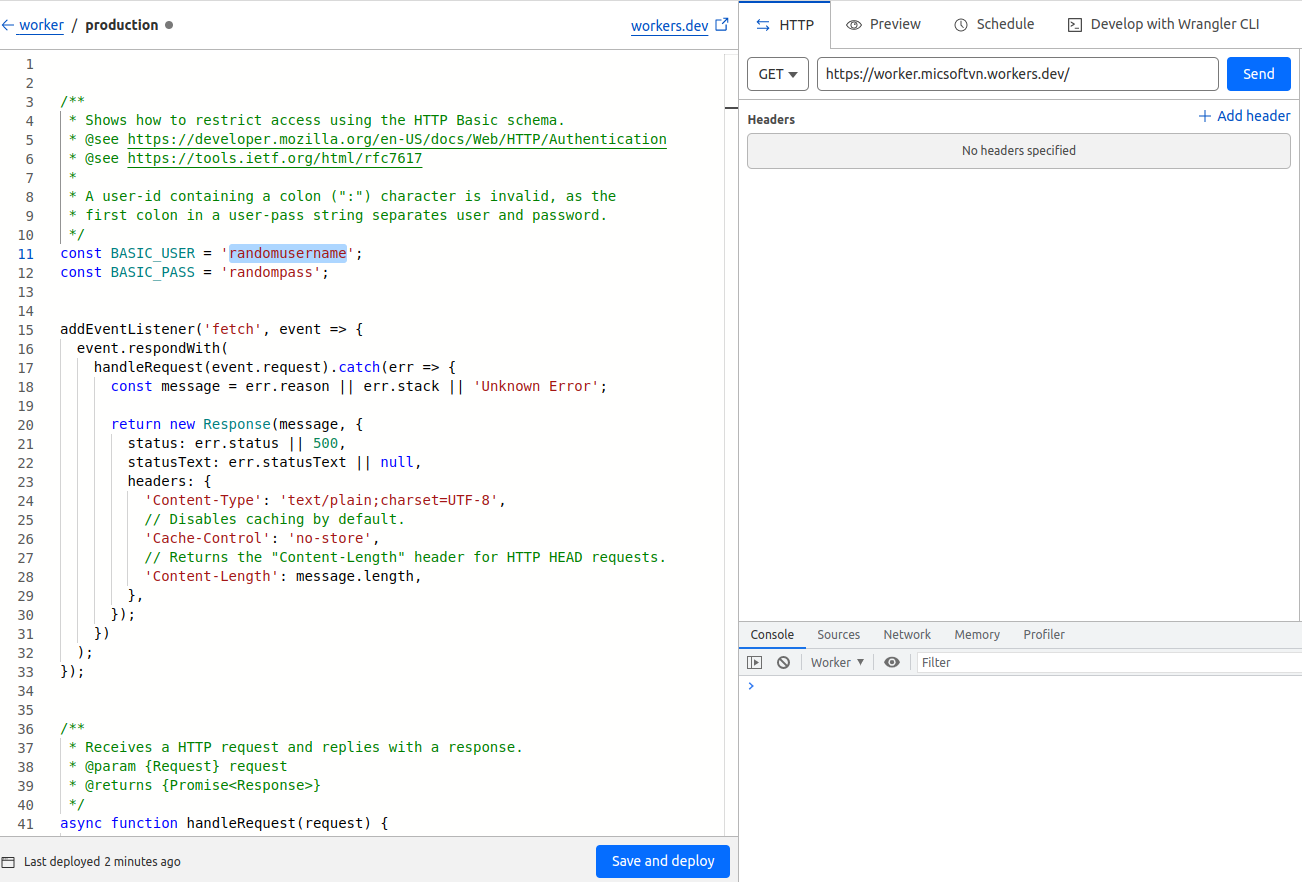 worker / production
workers.dev
1
2
3 /**
4 * Shows how to restrict access using the HTTP Basic schema.
5 * @see https://developer.mozilla.org/en-US/docs/Web/HTTP/Authentication
6 * @see https://tools.ietf.org/html/rfc7617
7 *
8 * A user-id containing a colon (":") character is invalid, as the
9 * first colon in a user-pass string separates user and password.
10 */
11 const BASIC_USER = 'randomusername';
12 const BASIC_PASS = 'randompass';
13
14
15 addEventListener('fetch', event => {
16 event.respondWith(
17 handleRequest(event.request).catch(err => {
18 const message = err.reason || err.stack || 'Unknown Error';
19
20 return new Response(message, {
21 status: err.status || 500,
22 statusText: err.statusText || null,
23 headers: {
24 'Content-Type': 'text/plain;charset=UTF-8',
25 // Disables caching by default.
26 'Cache-Control': 'no-store',
27 // Returns the "Content-Length" header for HTTP HEAD requests.
28 'Content-Length': message.length,
29 },
30 });
31 })
32 );
33 });
34
35
36 /**
37 * Receives a HTTP request and replies with a response.
38 * @param {Request} request
39 * @returns {Promise<Response>}
40 */
41 async function handleRequest(request) {
Last deployed 2 minutes ago
Save and deploy
HTTP Preview Schedule Develop with Wrangler CLI
GET https://worker.micsoftvn.workers.dev/ Send
Headers + Add header
No headers specified
Console Sources Network Memory Profiler
Worker Filter